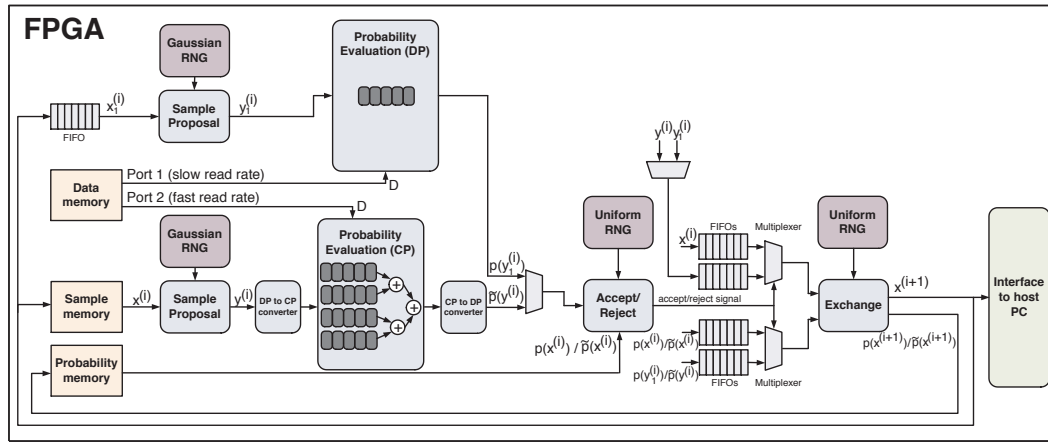 FPGA
Gaussian
RNG
Probability
Evaluation (DP)
x₁⁽ⁱ⁾
Sample
Proposal
y₁⁽ⁱ⁾
FIFO
Data
memory
Port 1 (slow read rate)
D
Port 2 (fast read rate)
D
Gaussian
RNG
Probability
Evaluation (CP)
Sample
memory
x⁽ⁱ⁾
Sample
Proposal
y⁽ⁱ⁾
DP to CP
converter
+
+
+
CP to DP
converter
p(y₁⁽ⁱ⁾)
p̃(y⁽ⁱ⁾)
Probability
memory
p(x⁽ⁱ⁾) / p̃(x⁽ⁱ⁾)
Uniform
RNG
Accept/
Reject
accept/reject signal
y⁽ⁱ⁾ y₁⁽ⁱ⁾
x⁽ⁱ⁾
FIFOs
Multiplexer
p(x⁽ⁱ⁾)/p̃(x⁽ⁱ⁾)
p(y₁⁽ⁱ⁾)/p̃(y⁽ⁱ⁾)
FIFOs
Multiplexer
Uniform
RNG
Exchange
x⁽ⁱ⁺¹⁾
p(x⁽ⁱ⁺¹⁾)/p̃(x⁽ⁱ⁺¹⁾)
Interface
to host
PC